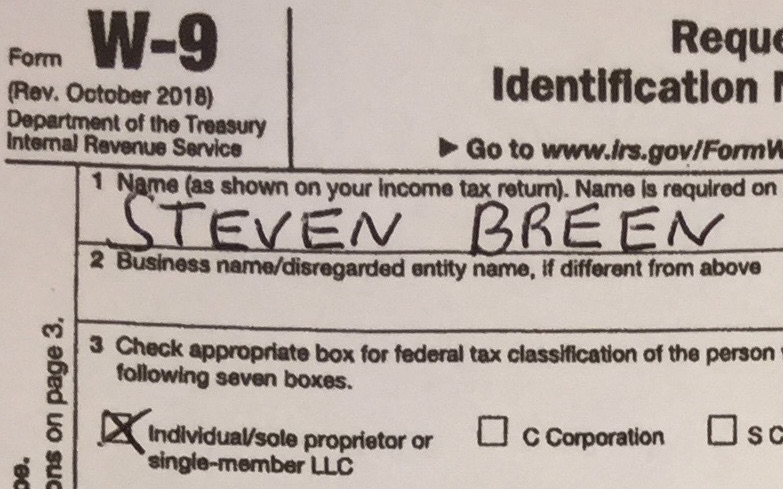 Form W-9
(Rev. October 2018)
Department of the Treasury
Internal Revenue Service
Identification
▶ Go to www.irs.gov/FormW
1 Name (as shown on your income tax return). Name is required on
STEVEN BREEN
2 Business name/disregarded entity name, if different from above
3 Check appropriate box for federal tax classification of the person
following seven boxes.
Individual/sole proprietor or
single-member LLC
C Corporation
S C
on page 3.